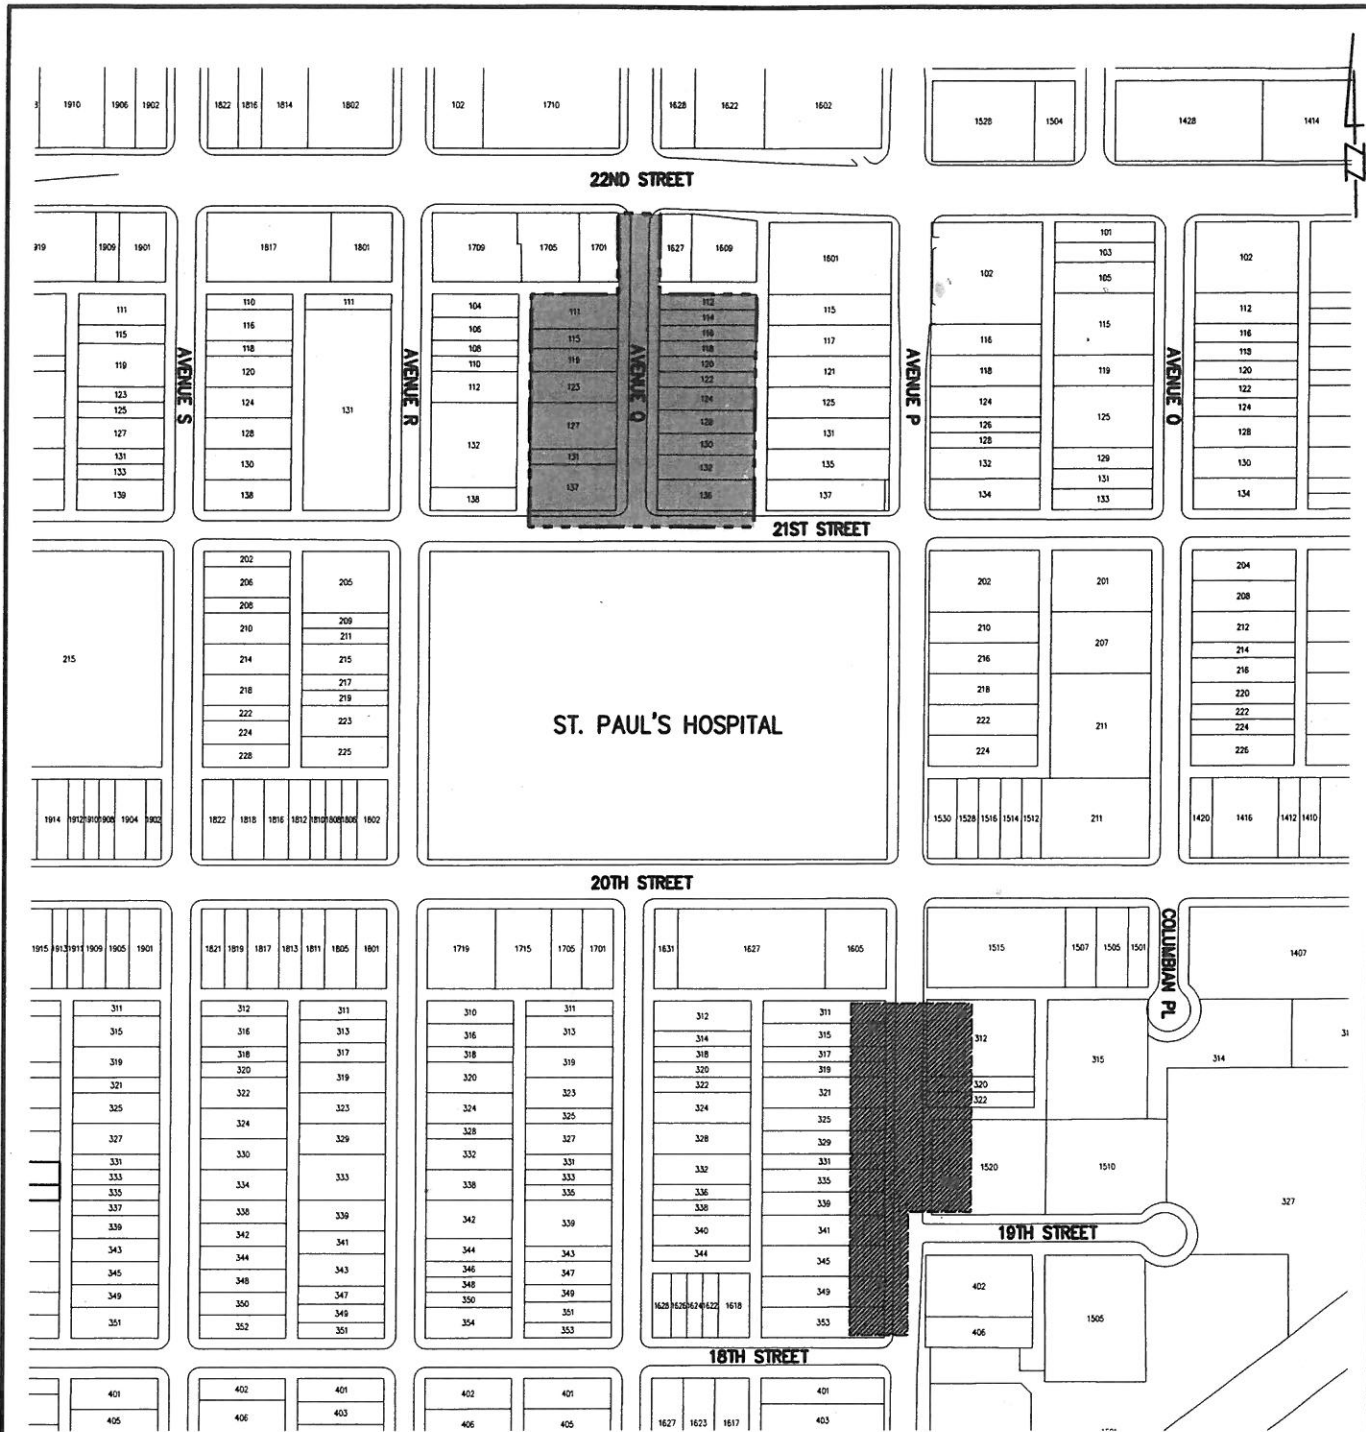 1910 1906 1902 1822 1816 1814 1802 102 1710 1628 1622 1602 1528 1504 1428 1414
22ND STREET
1909 1901 1817 1801 1709 1705 1701 1627 1609 1601 102 101 103 105 102
111 115 119 123 125 127 131 133 139
AVENUE S
110 116 118 120 124 128 130 138
111 131
AVENUE R
104 106 108 110 112 132 138
111 115 119 123 127 131 137
AVENUE Q
112 114 116 118 120 122 124 128 130 132 136
115 117 121 125 131 135 137
AVENUE P
116 118 124 126 128 132 134
115 119 125 129 131 133
AVENUE O
112 116 118 120 122 124 128 130 134
21ST STREET
215
202 206 208 210 214 218 222 224 228
205 209 211 215 217 219 223 225
ST. PAUL'S HOSPITAL
202 210 216 218 222 224
201 207 211
204 208 212 214 216 220 222 224 226
1914 1912 1910 1908 1904 1902 1822 1818 1816 1812 1810 1808 1806 1802 1530 1528 1516 1514 1512 211 1420 1416 1412 1410
20TH STREET
1915 1913 1911 1909 1905 1901 1821 1819 1817 1813 1811 1805 1801 1719 1715 1705 1701 1631 1627 1605 1515 1507 1505 1501 1407
COLUMBIAN PL
311 315 319 321 325 327 331 333 335 337 339 343 345 349 351
312 316 318 320 322 324 330 334 338 342 344 348 350 352
311 313 317 319 323 329 333 339 341 343 347 349 351
310 316 318 320 324 328 332 338 342 344 346 348 350 354
311 313 319 323 325 327 331 333 335 339 343 347 349 351 353
312 314 318 320 322 324 328 332 336 338 340 344
1628 1626 1624 1622 1618
311 315 317 319 321 325 329 331 335 339 341 345 349 353
312 320 322 1520
315 1510
314 327
19TH STREET
402 406 1505
18TH STREET
401 402 401 402 401 401
405 406 403 406 405 1627 1623 1617 403